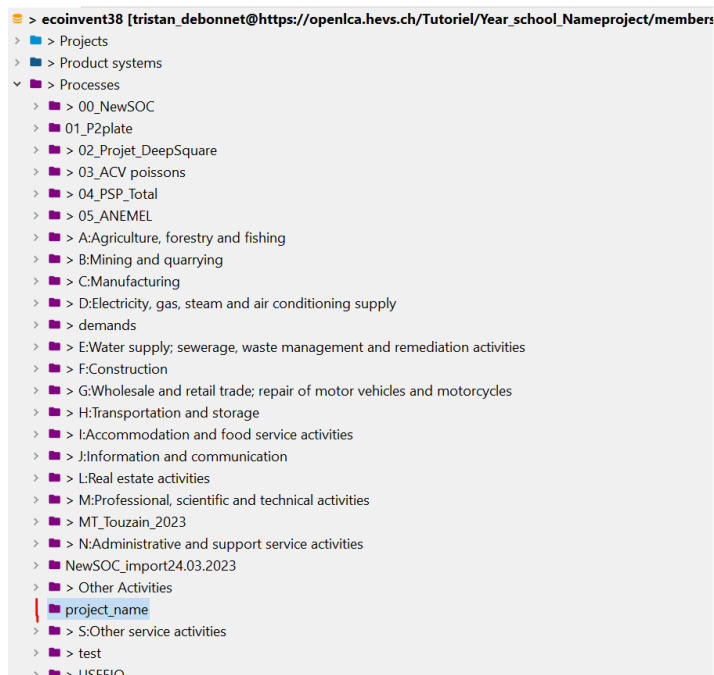 > ecoinvent38 [tristan_debonnet@https://openlca.hevs.ch/Tutoriel/Year_school_Nameproject/members
> Projects
> Product systems
> Processes
> 00_NewSOC
01_P2plate
> 02_Projet_DeepSquare
> 03_ACV poissons
> 04_PSP_Total
> 05_ANEMEL
> A:Agriculture, forestry and fishing
> B:Mining and quarrying
> C:Manufacturing
> D:Electricity, gas, steam and air conditioning supply
> demands
> E:Water supply; sewerage, waste management and remediation activities
> F:Construction
> G:Wholesale and retail trade; repair of motor vehicles and motorcycles
> H:Transportation and storage
> I:Accommodation and food service activities
> J:Information and communication
> L:Real estate activities
> M:Professional, scientific and technical activities
> MT_Touzain_2023
> N:Administrative and support service activities
NewSOC_import24.03.2023
> Other Activities
project_name
> S:Other service activities
> test
> USEEIO